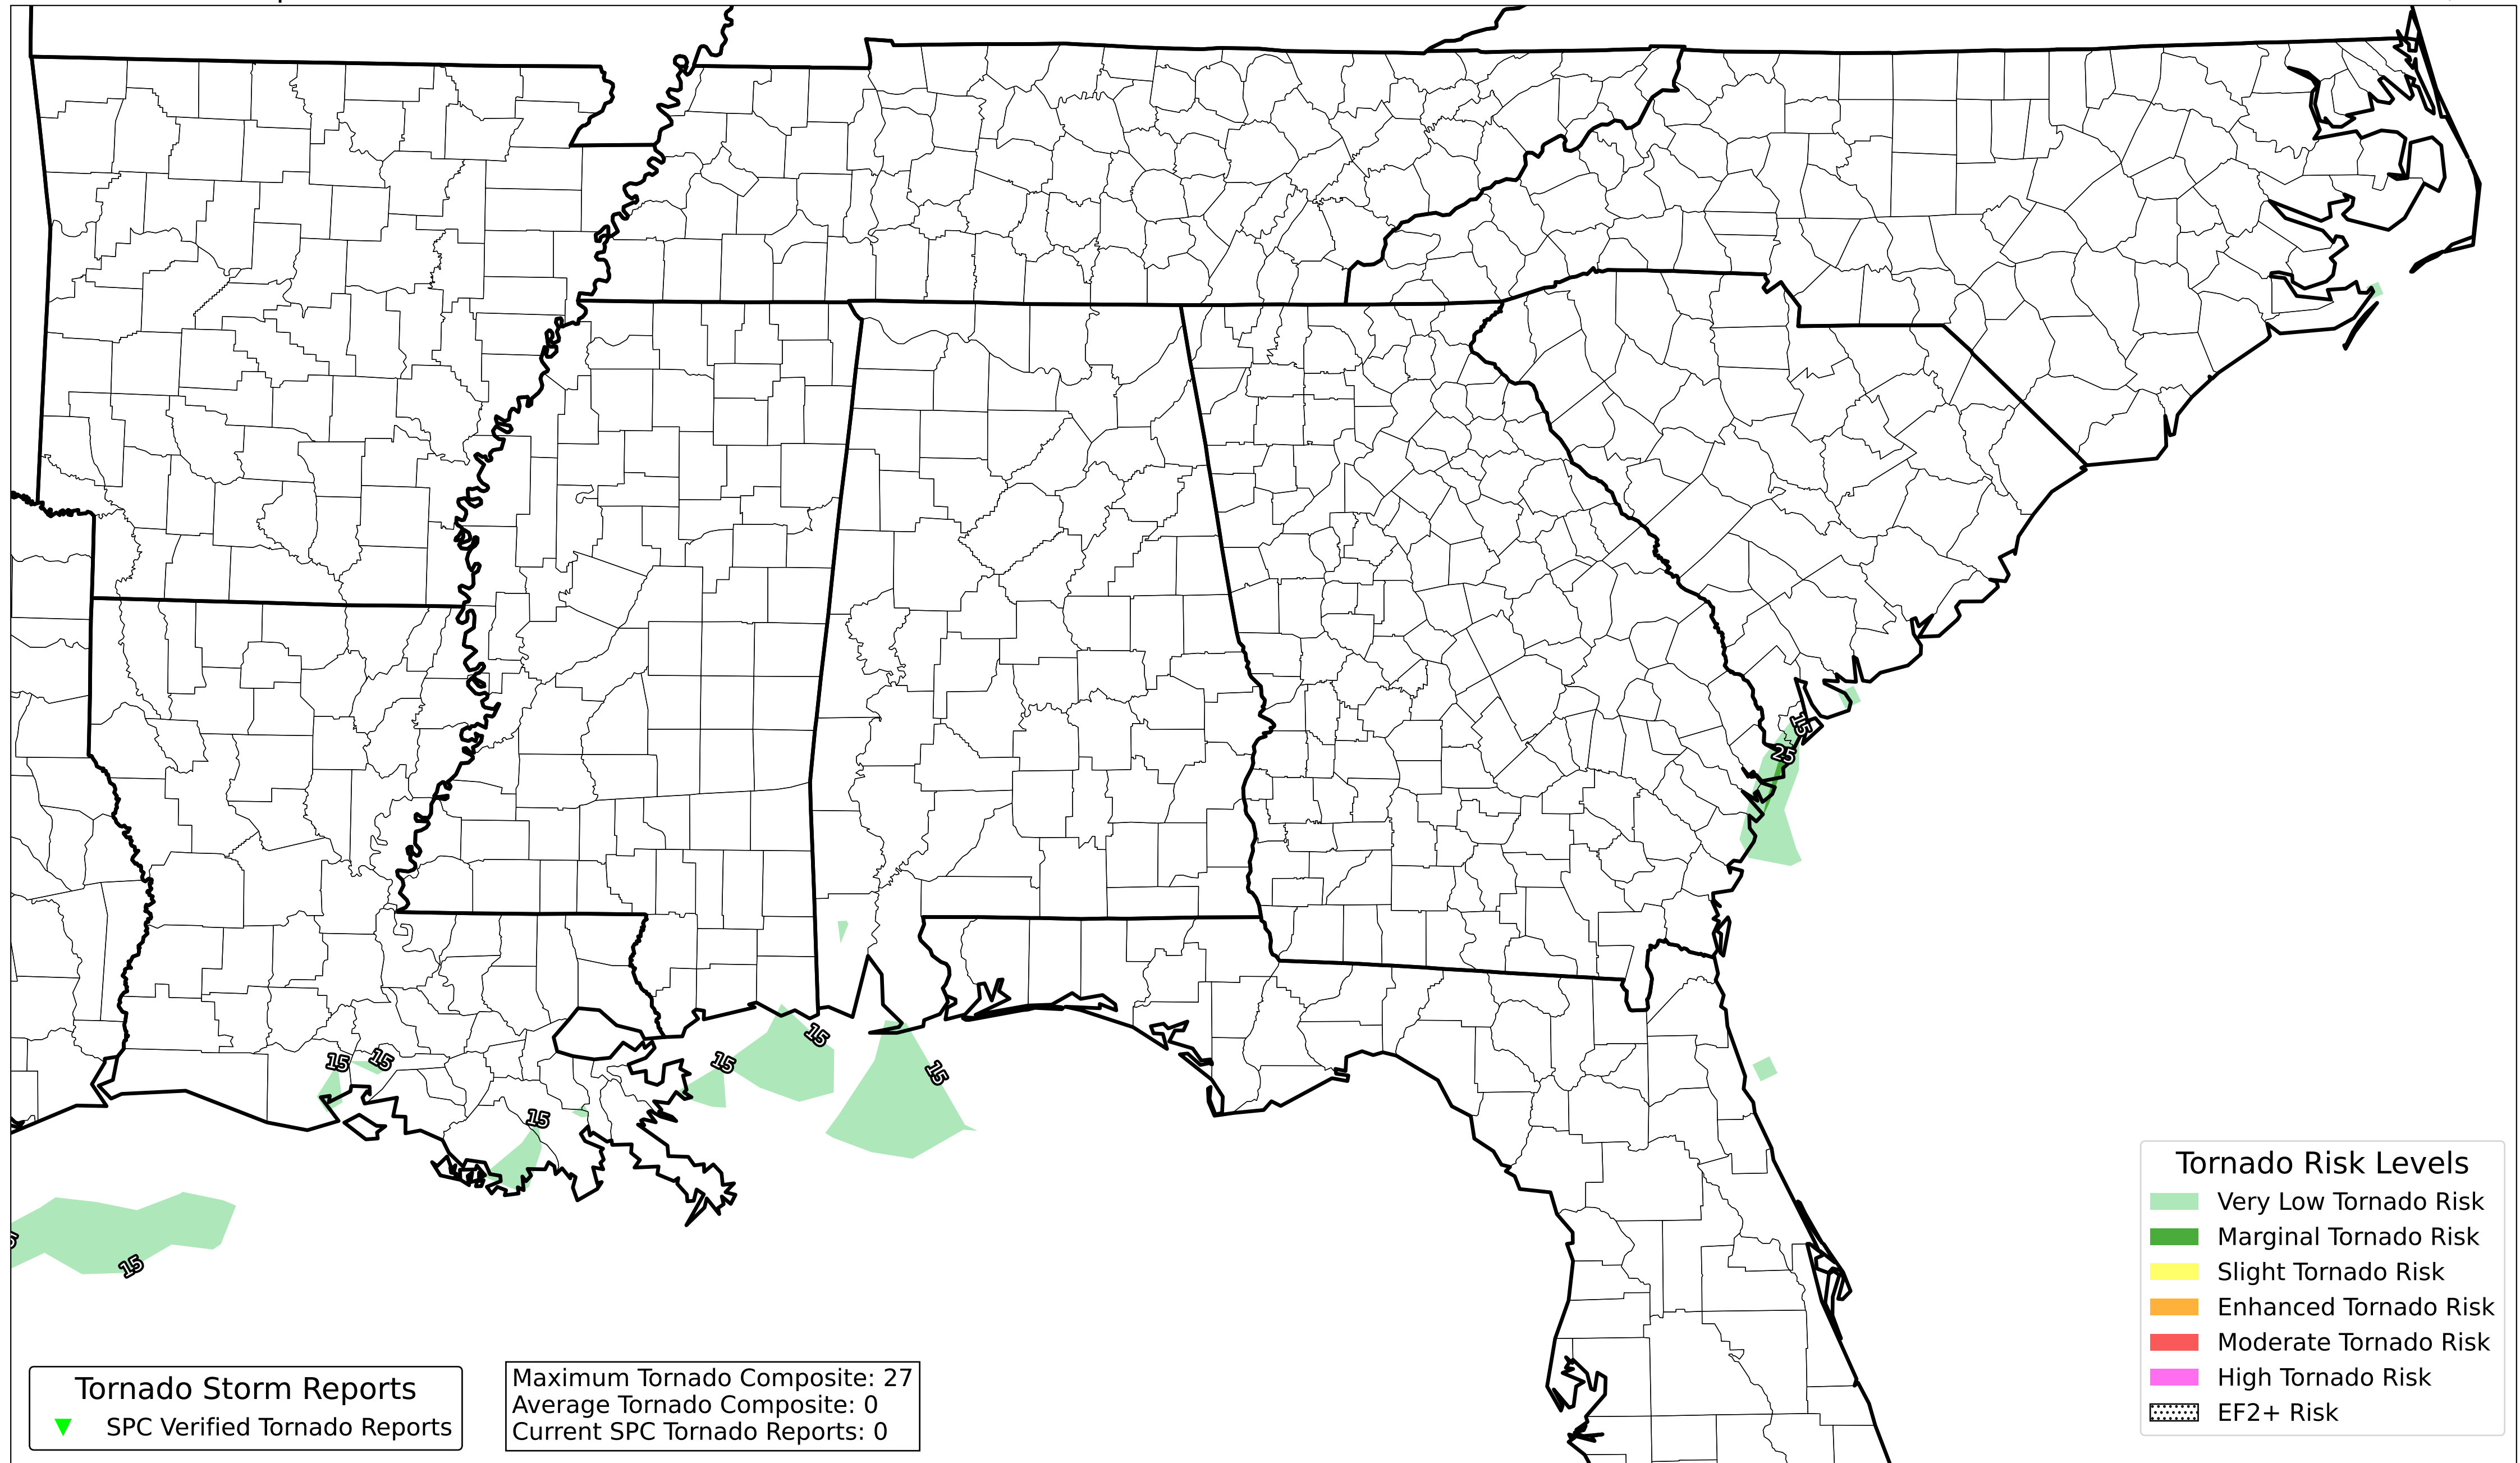 15
25
15
15
15
15
15
15
15
Tornado Risk Levels
Very Low Tornado Risk
Marginal Tornado Risk
Slight Tornado Risk
Enhanced Tornado Risk
Moderate Tornado Risk
High Tornado Risk
EF2+ Risk
Tornado Storm Reports
SPC Verified Tornado Reports
Maximum Tornado Composite: 27
Average Tornado Composite: 0
Current SPC Tornado Reports: 0